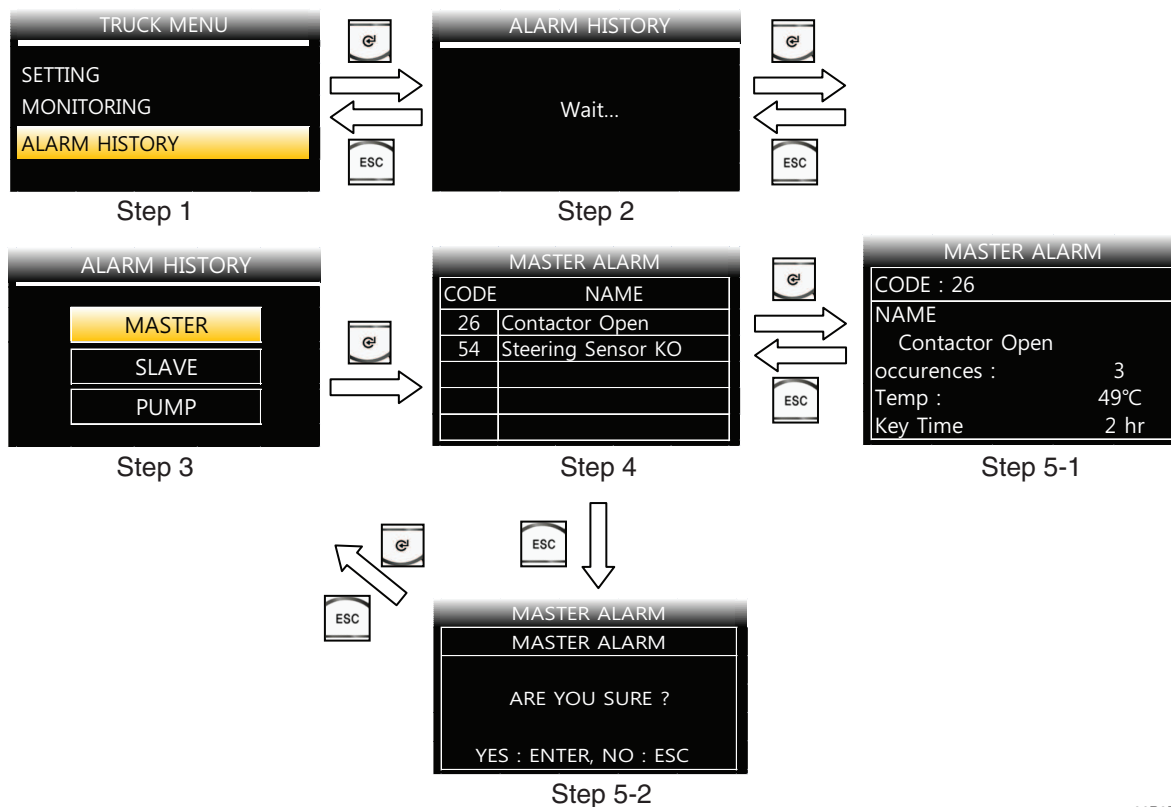 TRUCK MENU
SETTING
MONITORING
ALARM HISTORY
Step 1
ESC
ALARM HISTORY
Wait...
Step 2
ESC
ALARM HISTORY
MASTER
SLAVE
PUMP
Step 3
MASTER ALARM
CODE NAME
26 Contactor Open
54 Steering Sensor KO
Step 4
ESC
MASTER ALARM
CODE : 26
NAME
Contactor Open
occurences : 3
Temp : 49℃
Key Time 2 hr
Step 5-1
ESC
ESC
MASTER ALARM
MASTER ALARM
ARE YOU SURE ?
YES : ENTER, NO : ESC
Step 5-2